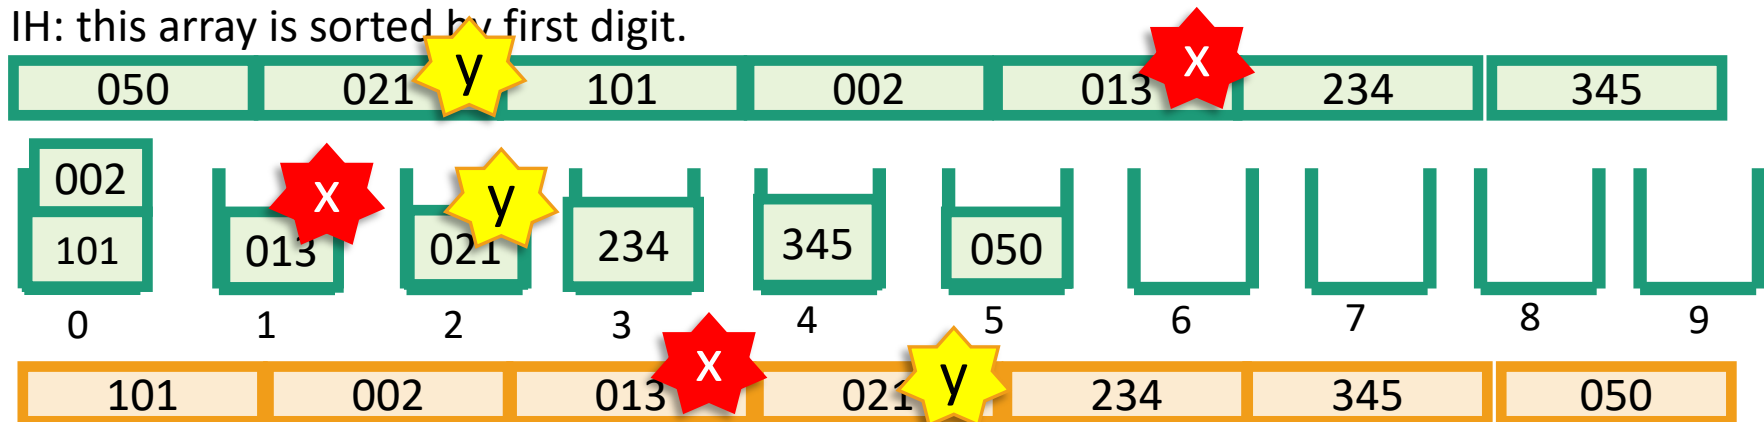 IH: this array is sorted by first digit.
050 021 y 101 002 013 x 234 345
002
101 013 x 021 y 234 345 050
0 1 2 3 4 5 6 7 8 9
101 002 013 x 021 y 234 345 050